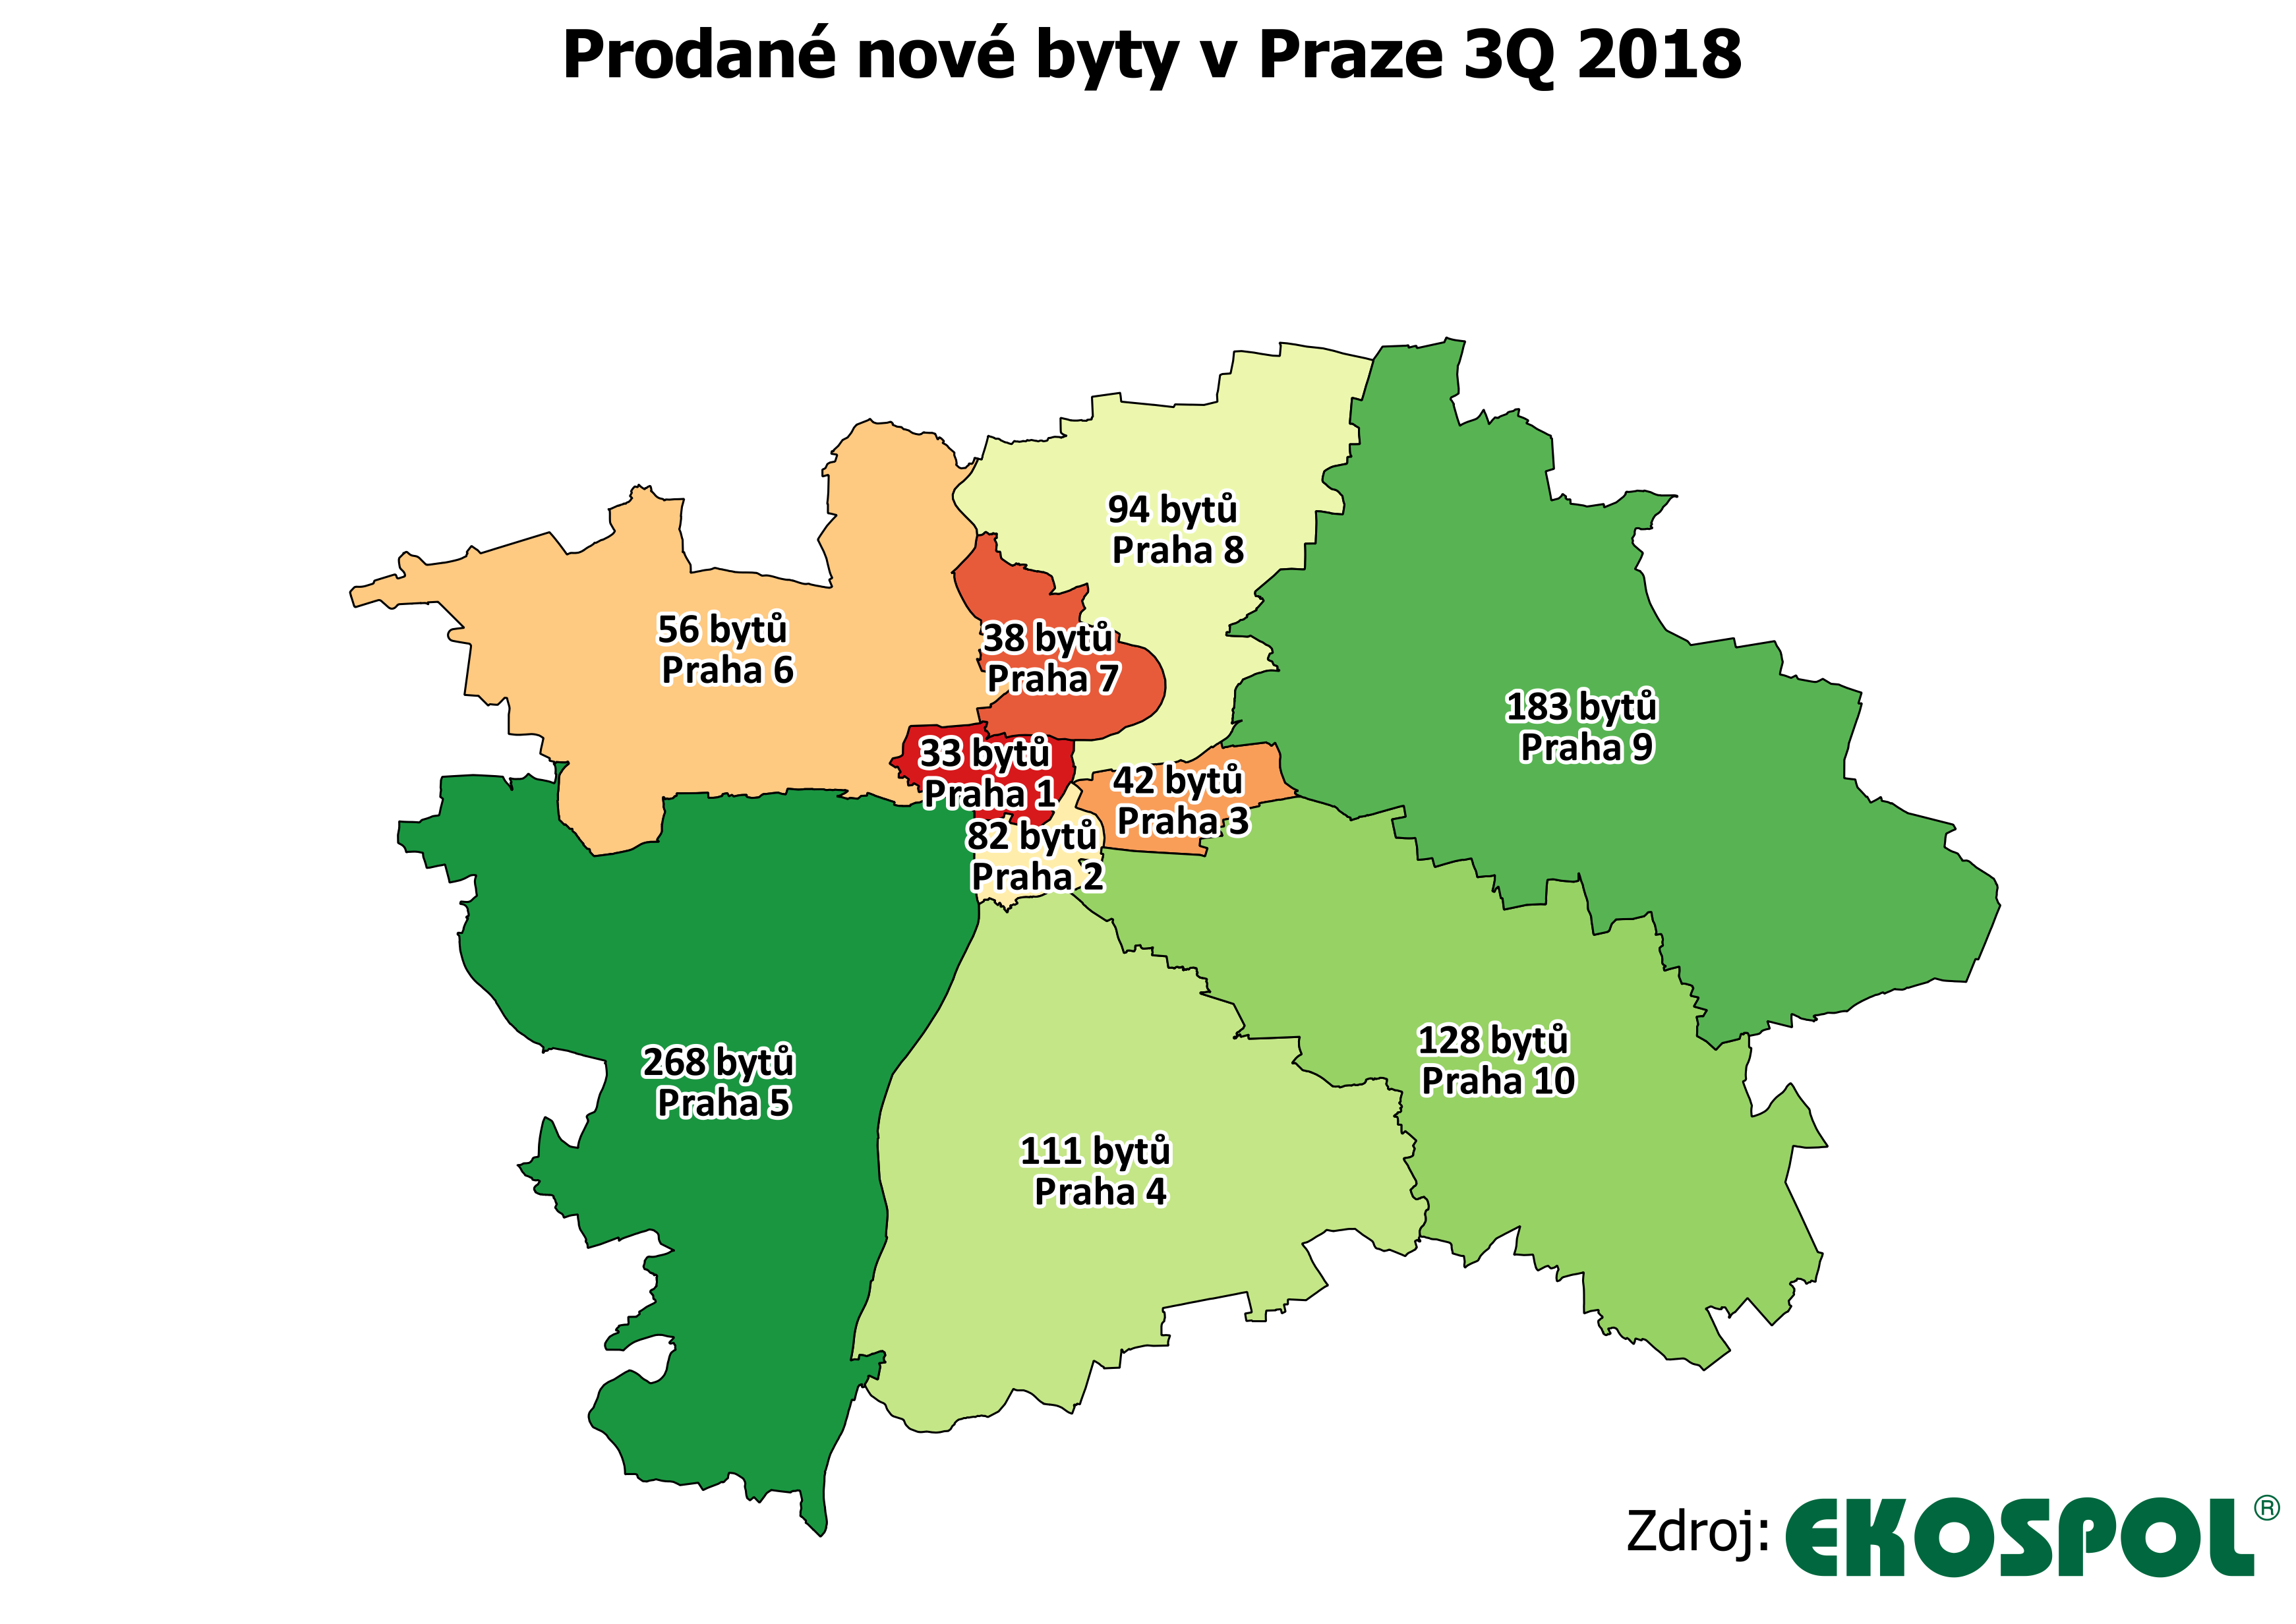 Prodané nové byty v Praze 3Q 2018
94 bytů
Praha 8
56 bytů
Praha 6
38 bytů
Praha 7
183 bytů
Praha 9
33 bytů
Praha 1
42 bytů
Praha 3
82 bytů
Praha 2
268 bytů
Praha 5
128 bytů
Praha 10
111 bytů
Praha 4
Zdroj: EKOSPOL®